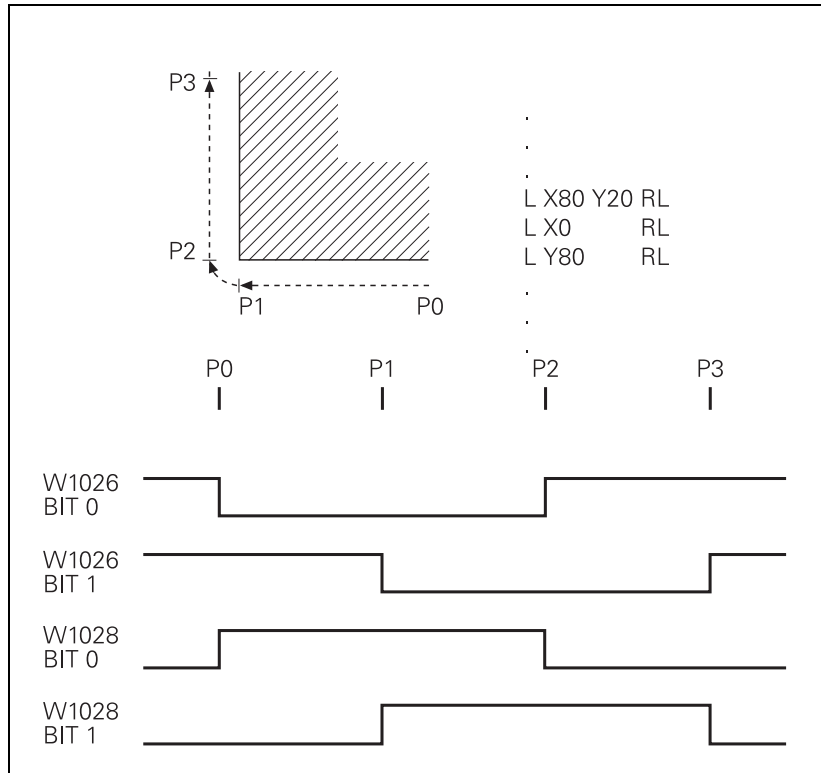 P3
P2
P1 P0
.
.
.
L X80 Y20 RL
L X0 RL
L Y80 RL
.
.
.
P0 P1 P2 P3
W1026
BIT 0
W1026
BIT 1
W1028
BIT 0
W1028
BIT 1